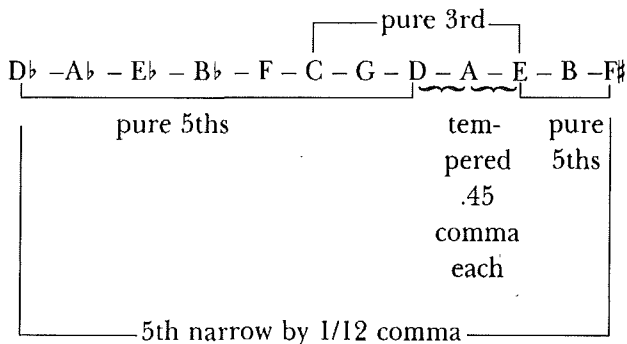 pure 3rd
D♭ – A♭ – E♭ – B♭ – F – C – G – D – A – E – B – F♯
pure 5ths tem- pure
pered 5ths
.45
comma
each
5th narrow by 1/12 comma